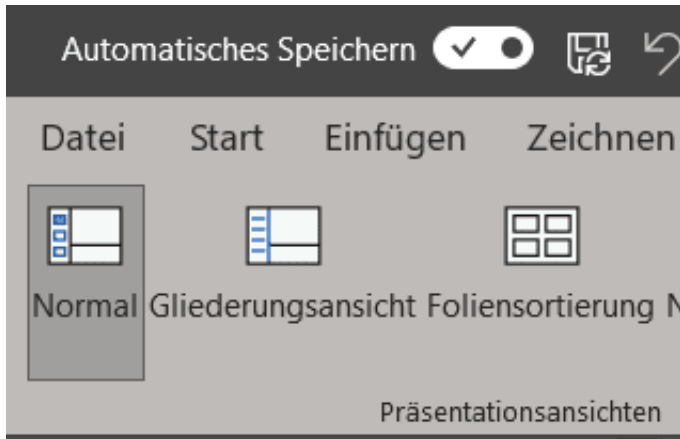 Automatisches Speichern
Datei Start Einfügen Zeichnen
Normal Gliederungsansicht Foliensortierung N
Präsentationsansichten